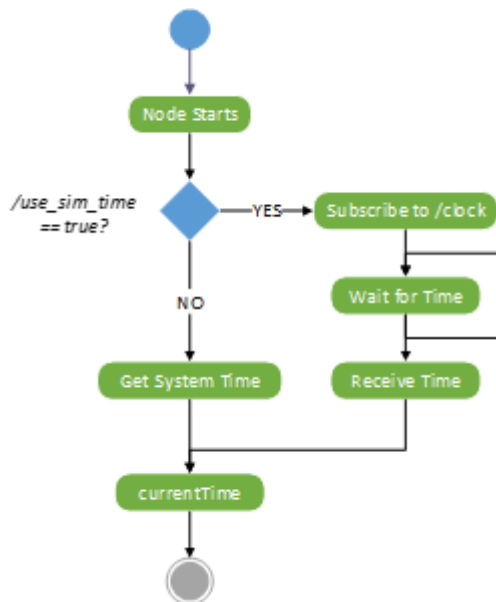 Node Starts
/use_sim_time
== true?
YES
Subscribe to /clock
Wait for Time
NO
Get System Time
Receive Time
currentTime